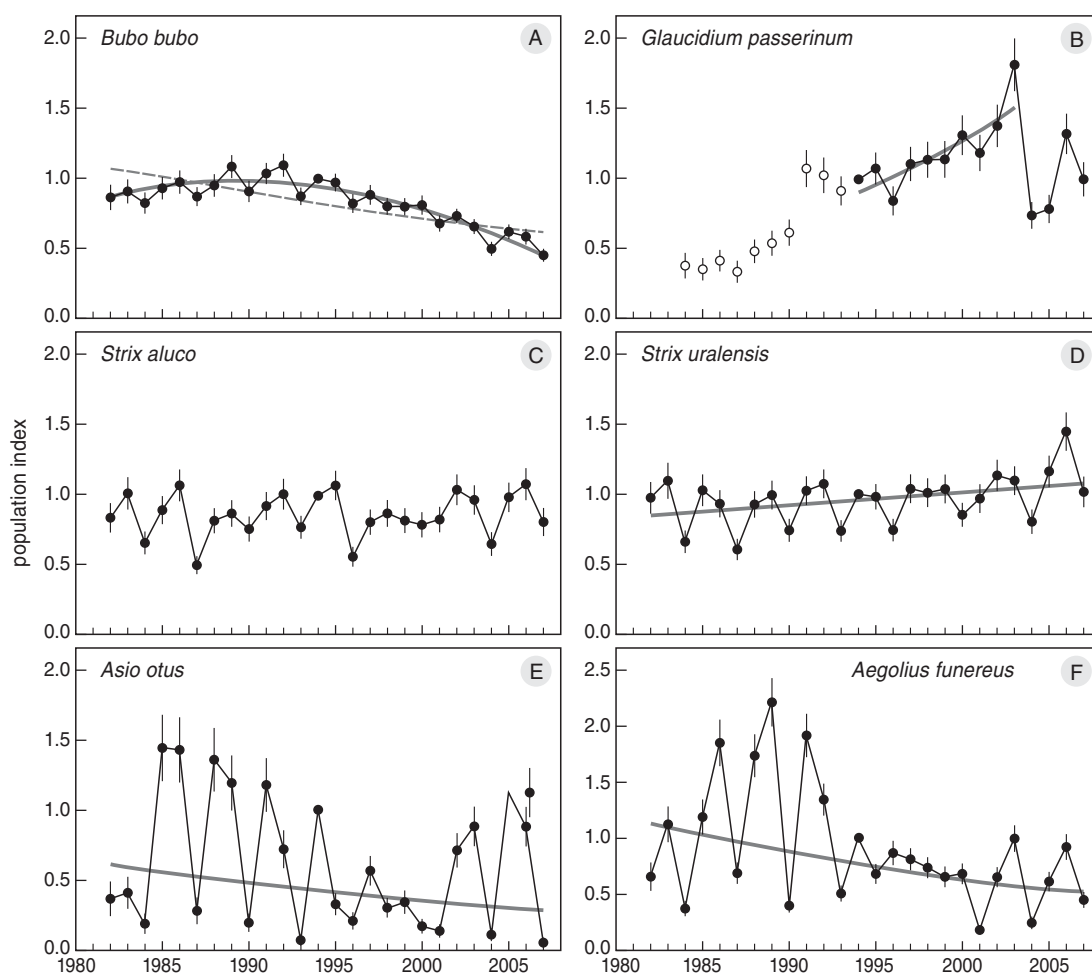 Bubo bubo
A
2.0
1.5
1.0
0.5
0.0
Glaucidium passerinum
B
2.0
1.5
1.0
0.5
0.0
Strix aluco
C
2.0
1.5
1.0
0.5
0.0
Strix uralensis
D
2.0
1.5
1.0
0.5
0.0
population index
Asio otus
E
2.0
1.5
1.0
0.5
0.0
1980 1985 1990 1995 2000 2005
Aegolius funereus
F
2.5
2.0
1.5
1.0
0.5
0.0
1980 1985 1990 1995 2000 2005